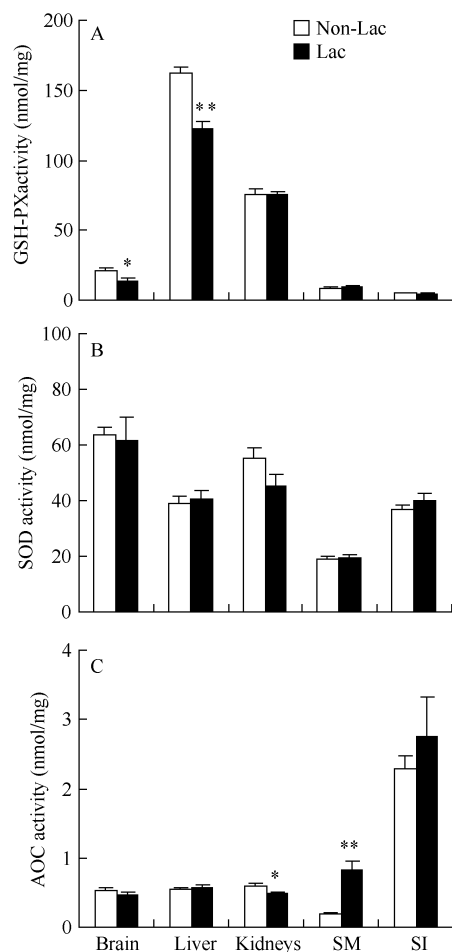 A
Non-Lac
Lac
GSH-PXactivity (nmol/mg)
200
150
100
50
0
*
**
B
SOD activity (nmol/mg)
100
80
60
40
20
0
C
AOC activity (nmol/mg)
4
3
2
1
0
*
**
Brain Liver Kidneys SM SI